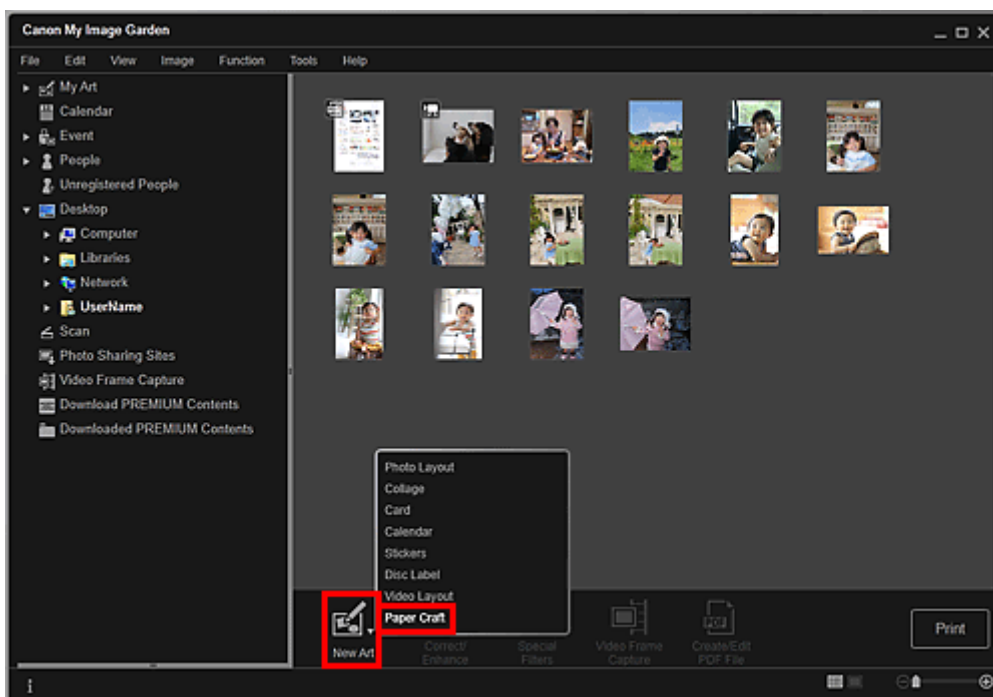 Canon My Image Garden
File Edit View Image Function Tools Help
My Art
Calendar
Event
People
Unregistered People
Desktop
Computer
Libraries
Network
UserName
Scan
Photo Sharing Sites
Video Frame Capture
Download PREMIUM Contents
Downloaded PREMIUM Contents
Photo Layout
Collage
Card
Calendar
Stickers
Disc Label
Video Layout
Paper Craft
New Art
Correct/
Enhance
Special
Filters
Video Frame
Capture
PDF
Create/Edit
PDF File
Print